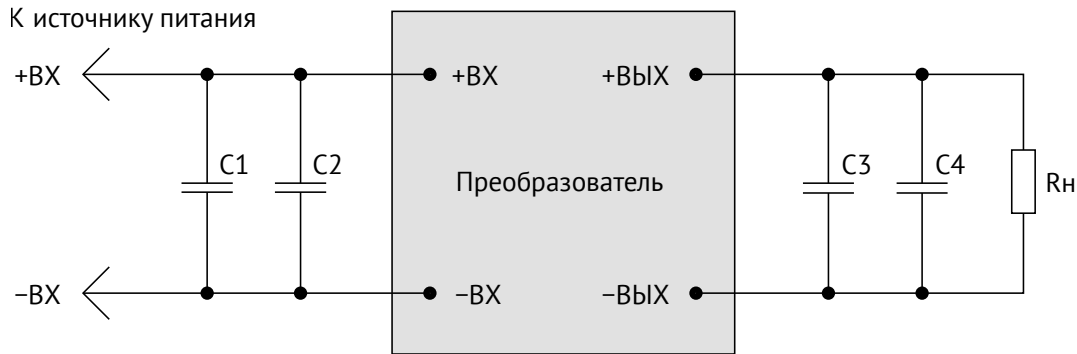 К источнику питания
+ВХ
+ВХ
+ВЫХ
C1
C2
Преобразователь
C3
C4
Rн
−ВХ
−ВХ
−ВЫХ